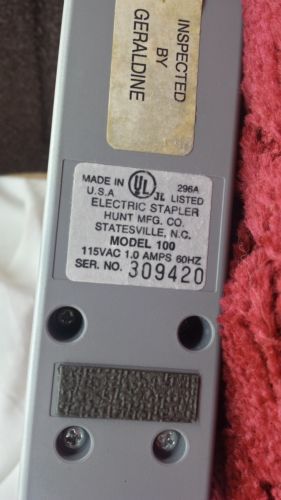 INSPECTED
BY
GERALDINE
MADE IN UL 296A
U.S.A LISTED
ELECTRIC STAPLER
HUNT MFG. CO.
STATESVILLE, N.C.
MODEL 100
115VAC 1.0 AMPS 60HZ
SER. NO. 309420